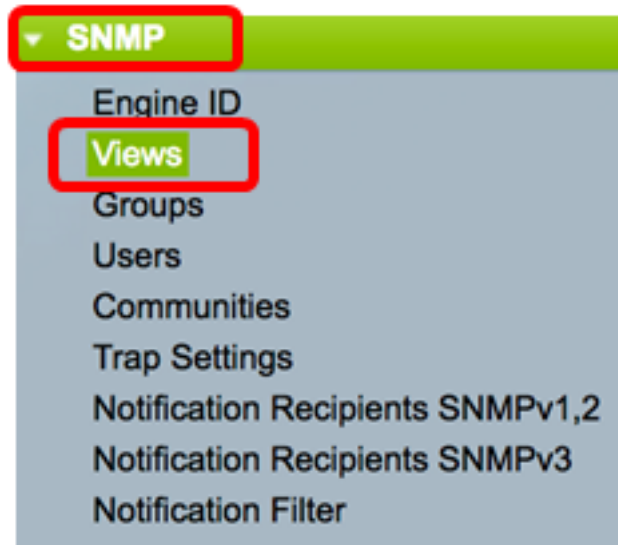 SNMP
Engine ID
Views
Groups
Users
Communities
Trap Settings
Notification Recipients SNMPv1,2
Notification Recipients SNMPv3
Notification Filter